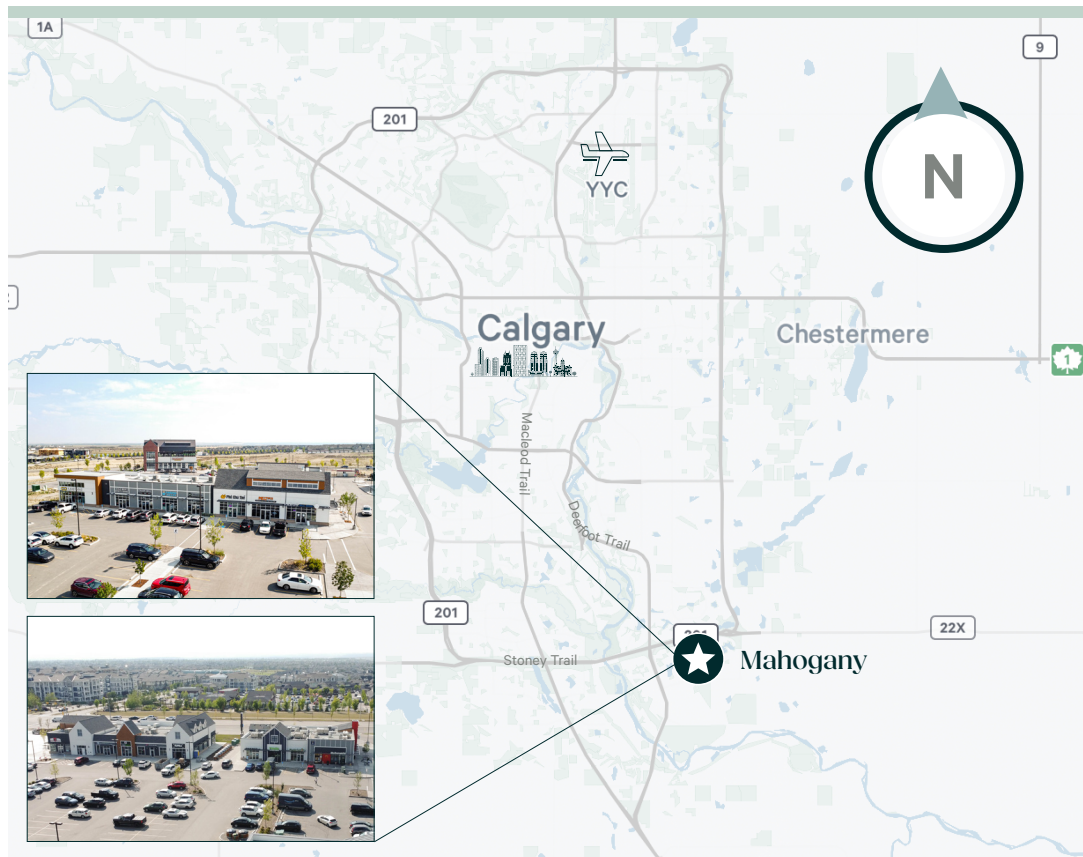 1A
9
201
N
YYC
Calgary
Chestermere
1
Macleod Trail
Deerfoot Trail
201
22X
Stoney Trail
Mahogany